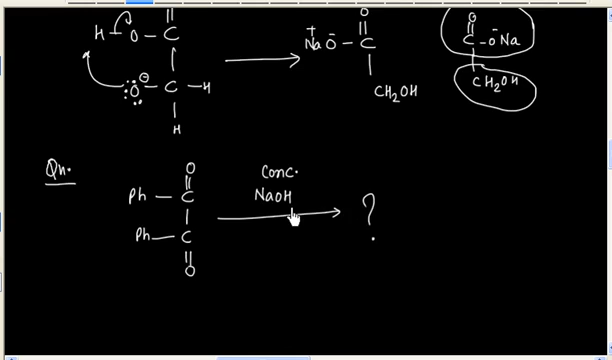 O O O
H - O - C Na+ O- - C C - O- Na
O- - C - H CH2OH CH2OH
H
Qn. O Conc.
Ph - C NaOH ?
Ph - C
O